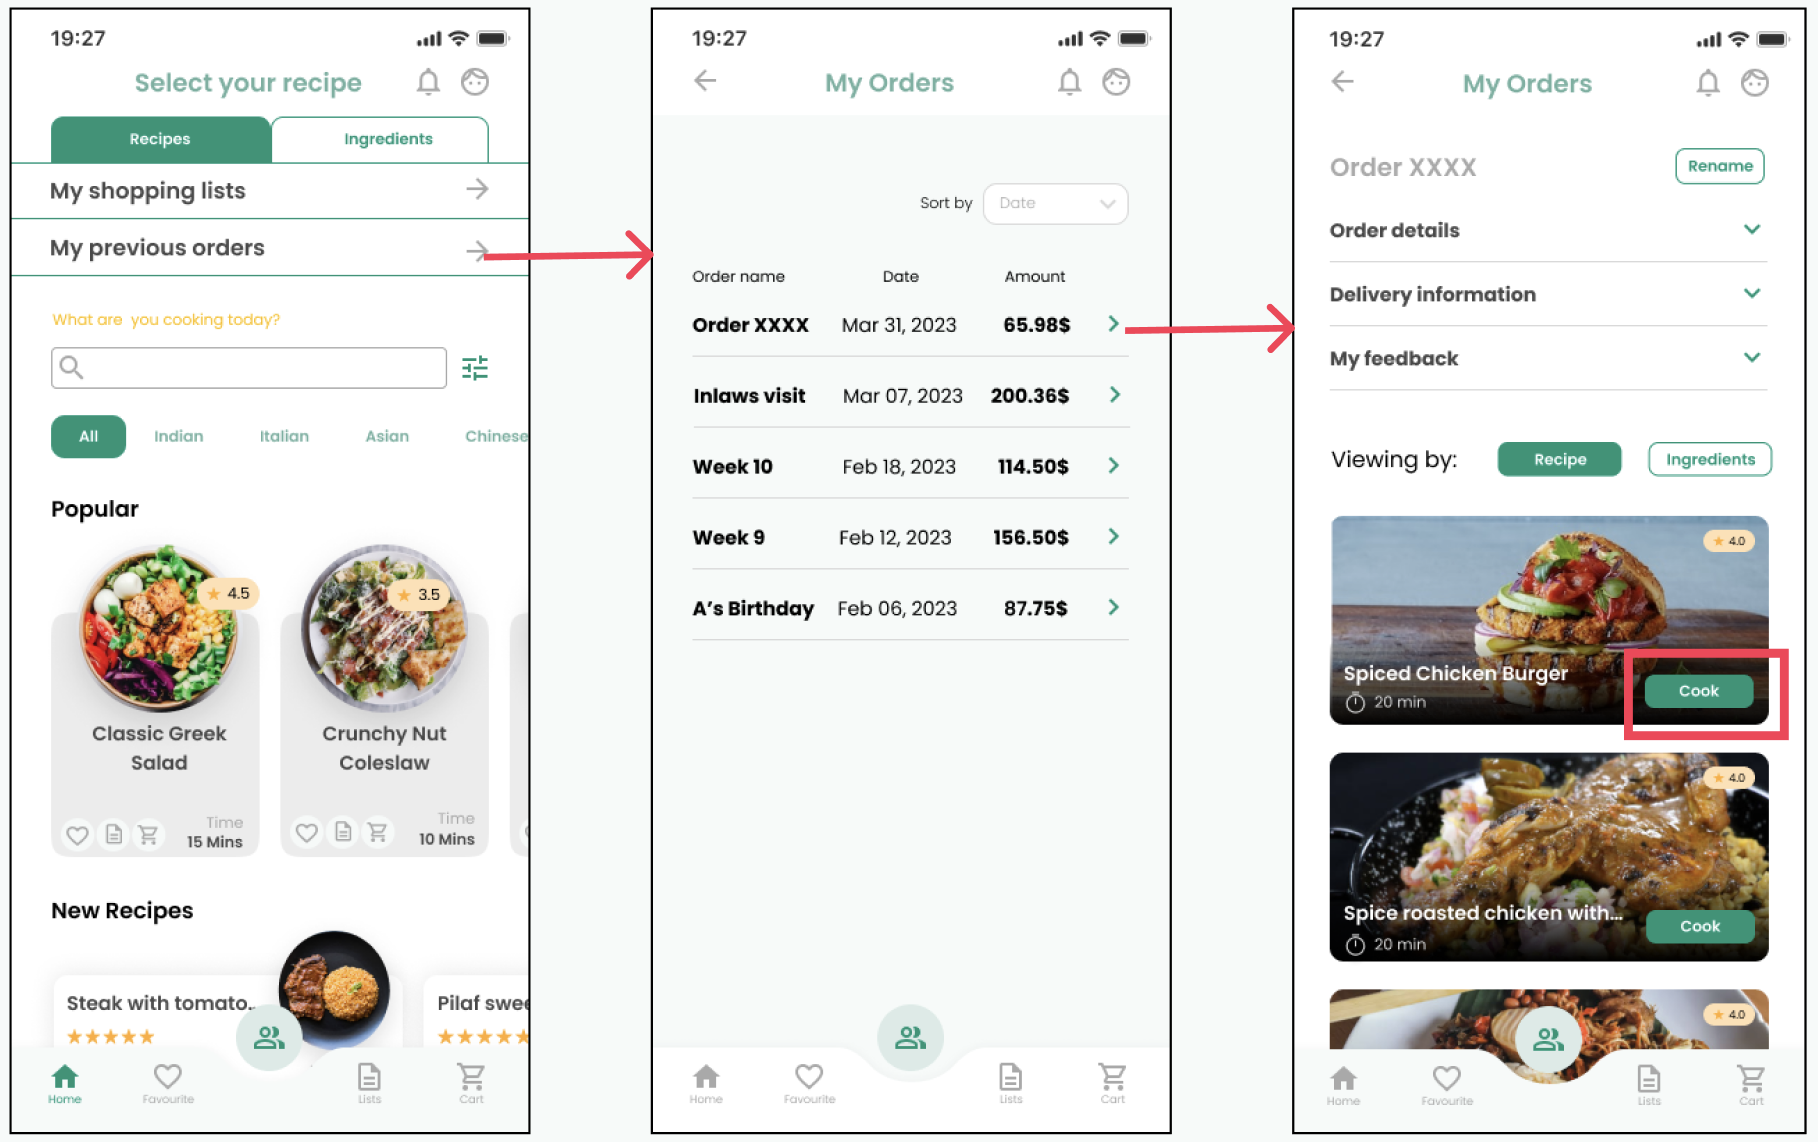 19:27
Select your recipe
Recipes
Ingredients
My shopping lists
My previous orders
What are you cooking today?
All
Indian
Italian
Asian
Chinese
Popular
4.5
3.5
Classic Greek
Salad
Crunchy Nut
Coleslaw
Time
15 Mins
Time
10 Mins
New Recipes
Steak with tomato..
Pilaf swee
Home
Favourite
Lists
Cart
19:27
My Orders
Sort by
Date
Order name Date Amount
Order XXXX Mar 31, 2023 65.98$
Inlaws visit Mar 07, 2023 200.36$
Week 10 Feb 18, 2023 114.50$
Week 9 Feb 12, 2023 156.50$
A's Birthday Feb 06, 2023 87.75$
Home
Favourite
Lists
Cart
19:27
My Orders
Order XXXX
Rename
Order details
Delivery information
My feedback
Viewing by:
Recipe
Ingredients
4.0
Spiced Chicken Burger
20 min
Cook
4.0
Spice roasted chicken with...
20 min
Cook
4.0
Home
Favourite
Lists
Cart